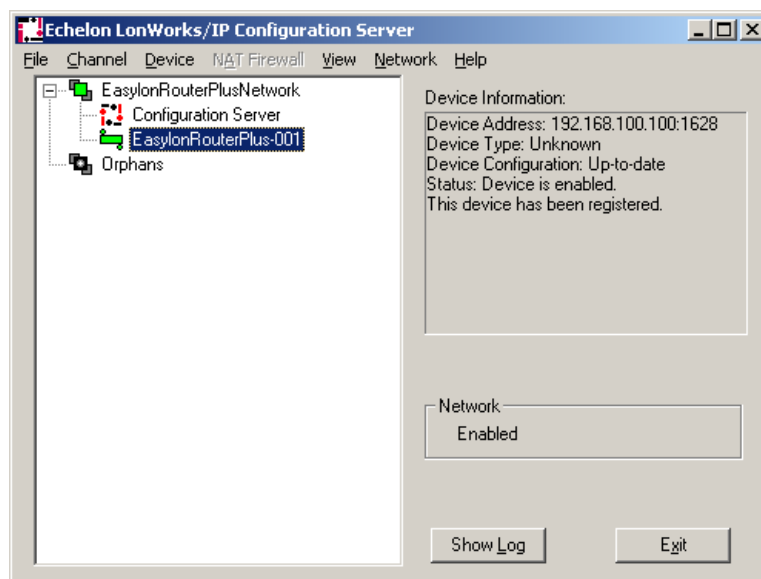 Echelon LonWorks/IP Configuration Server
File Channel Device NAT Firewall View Network Help
EasylonRouterPlusNetwork
Configuration Server
EasylonRouterPlus-001
Orphans
Device Information:
Device Address: 192.168.100.100:1628
Device Type: Unknown
Device Configuration: Up-to-date
Status: Device is enabled.
This device has been registered.
Network
Enabled
Show Log
Exit